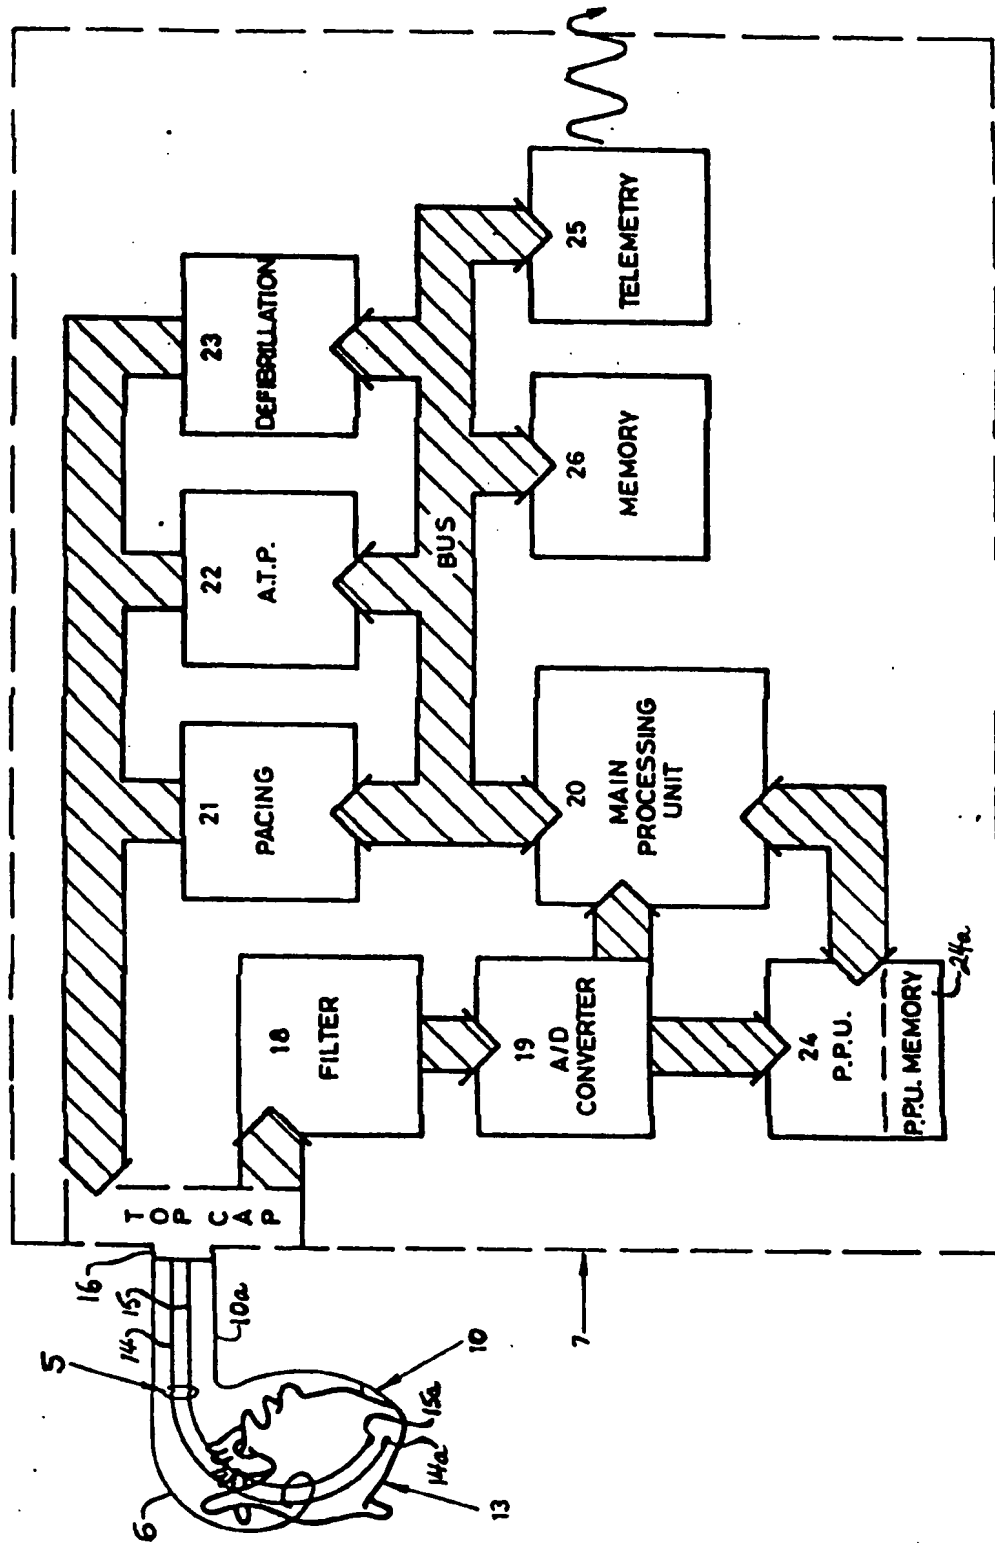 23
DEFIBRILLATION
22
A.T.P.
21
PACING
BUS
25
TELEMETRY
26
MEMORY
20
MAIN
PROCESSING
UNIT
18
FILTER
19
A/D
CONVERTER
24
P.P.U.
P.P.U. MEMORY
24a
TOP
CAP
16
15
14
5
6
10a
10
15a
14a
13
7